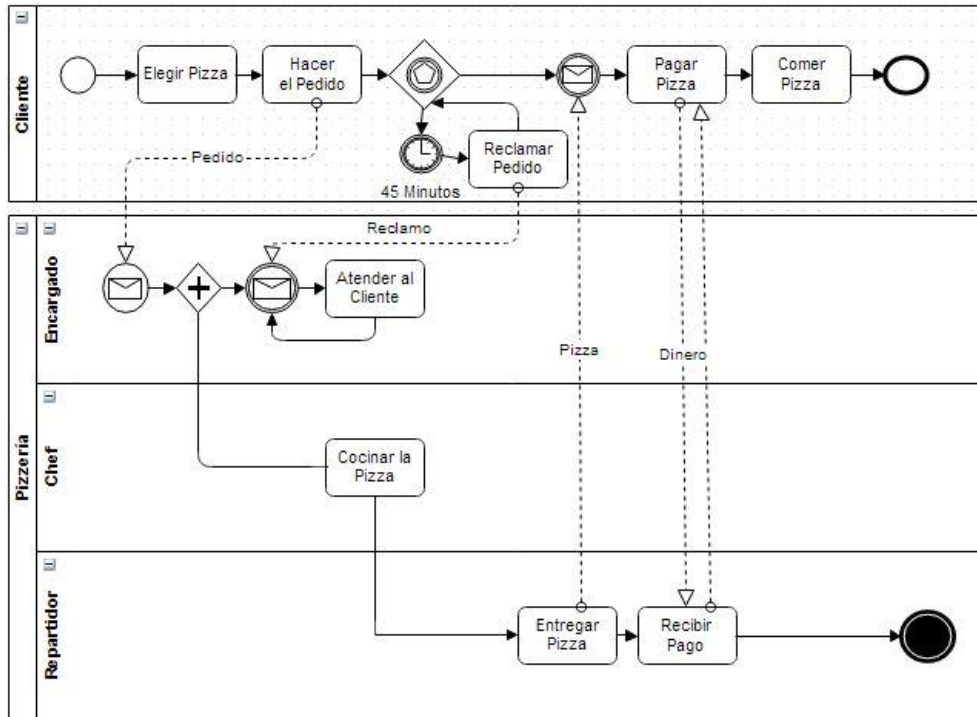 Cliente
Elegir Pizza
Hacer
el Pedido
Pagar
Pizza
Comer
Pizza
Reclamar
Pedido
Pedido
45 Minutos
Reclamo
Pizzería
Encargado
Atender al
Cliente
Pizza
Dinero
Chef
Cocinar la
Pizza
Repartidor
Entregar
Pizza
Recibir
Pago